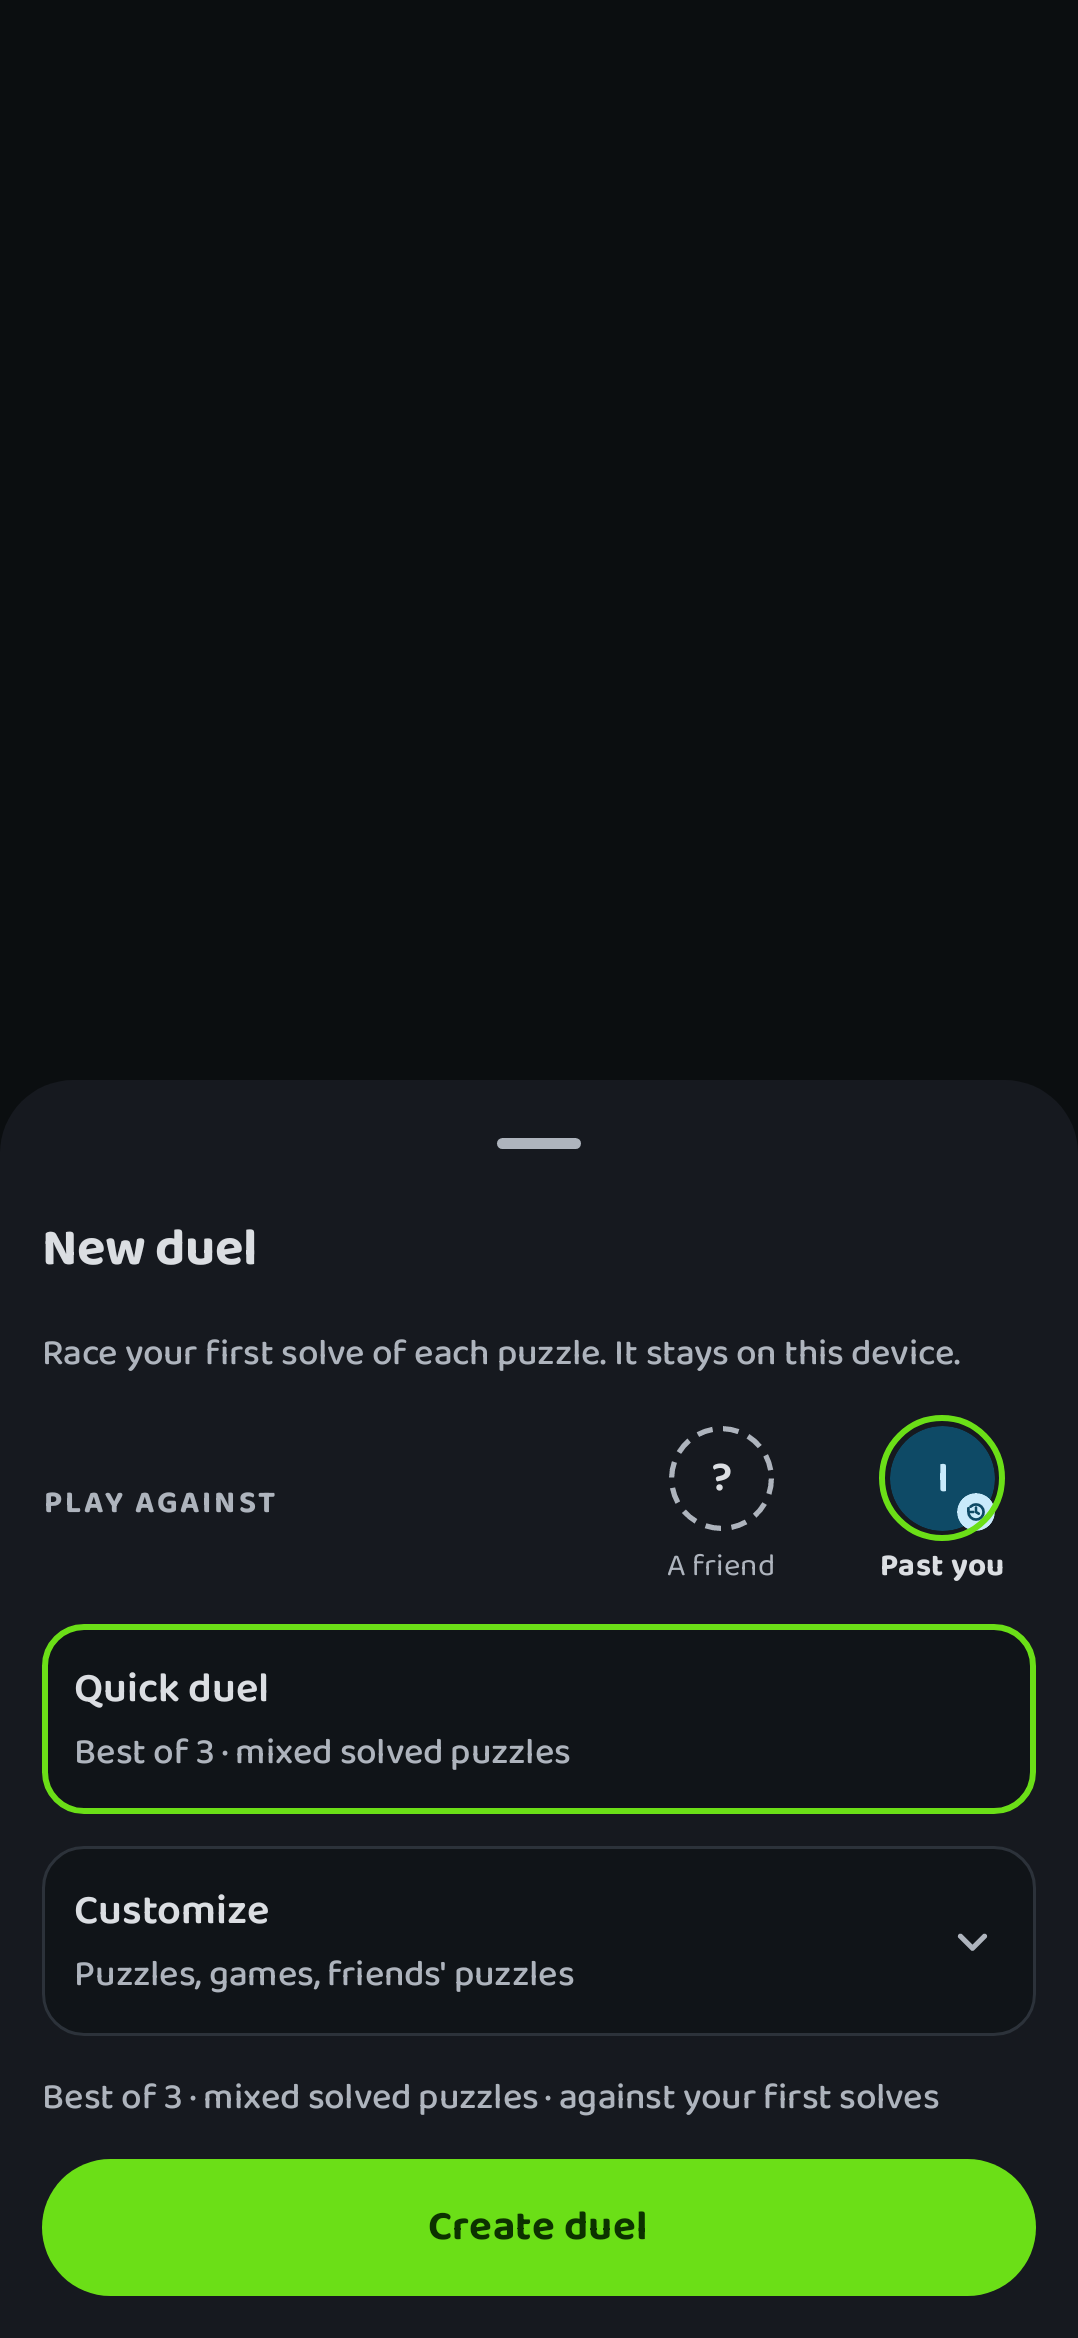 New duel
Race your first solve of each puzzle. It stays on this device.
PLAY AGAINST
?
A friend
I
Past you
Quick duel
Best of 3 · mixed solved puzzles
Customize
Puzzles, games, friends' puzzles
Best of 3 · mixed solved puzzles · against your first solves
Create duel